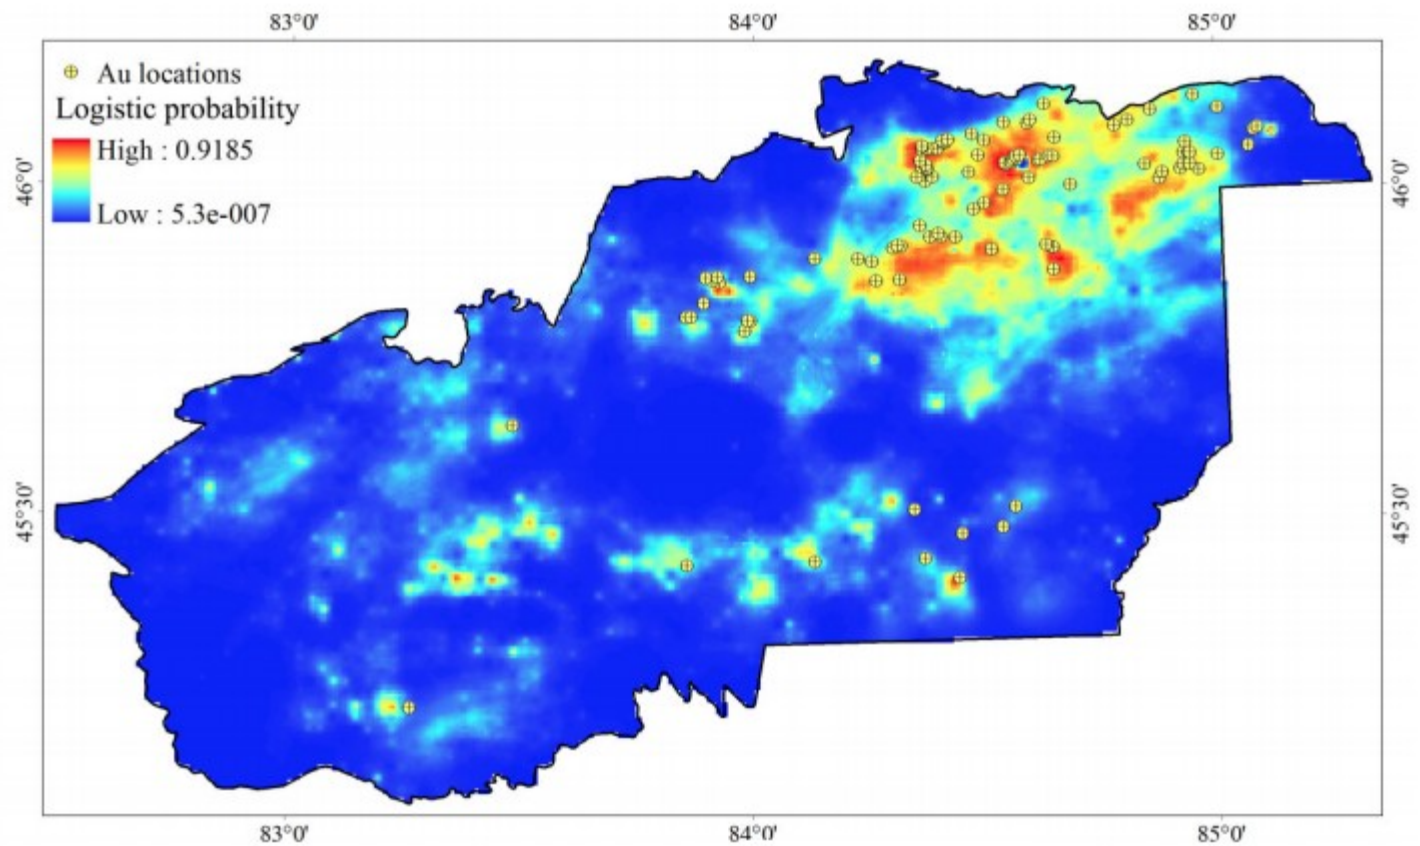 83°0' 84°0' 85°0'
Au locations
Logistic probability
High : 0.9185
Low : 5.3e-007
46°0' 46°0'
45°30' 45°30'
83°0' 84°0' 85°0'